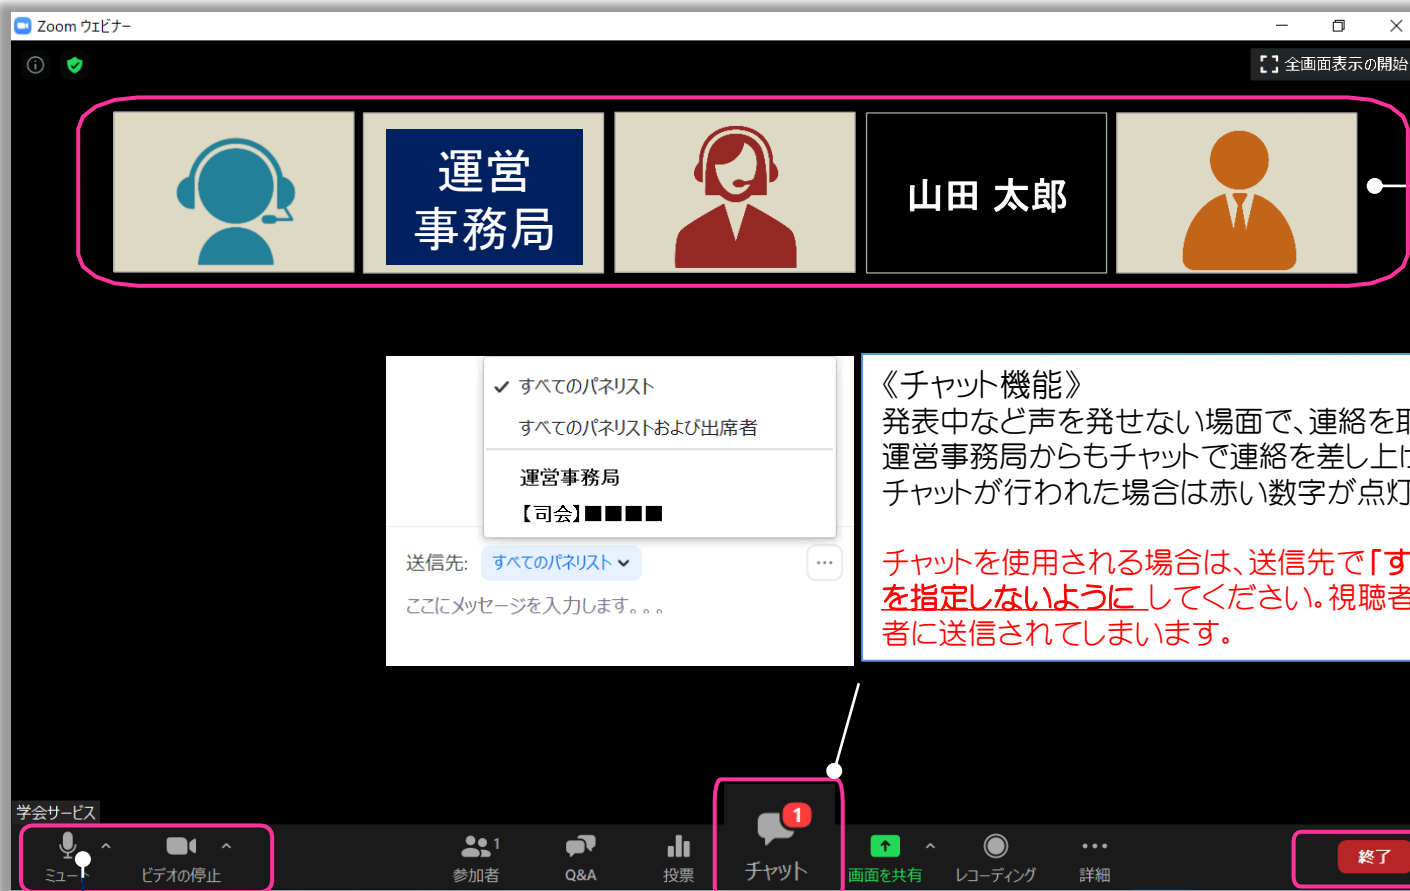 Zoom ウェビナー
全画面表示の開始
運営
事務局
山田 太郎
すべてのパネリスト
すべてのパネリストおよび出席者
運営事務局
【司会】■■■■
送信先: すべてのパネリスト
ここにメッセージを入力します。。。
《チャット機能》
発表中など声を発せない場面で、連絡を取
運営事務局からもチャットで連絡を差し上げ
チャットが行われた場合は赤い数字が点灯
チャットを使用される場合は、送信先で「す
を指定しないように してください。視聴者
者に送信されてしまいます。
学会サービス
ミュート
ビデオの停止
1
参加者
Q&A
投票
1
チャット
画面を共有
レコーディング
詳細
終了